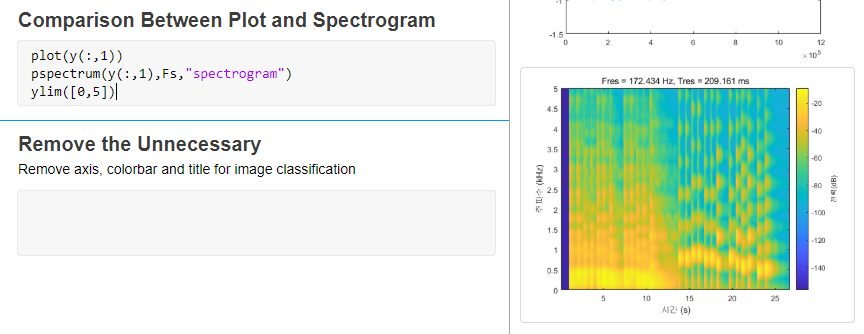 Comparison Between Plot and Spectrogram
plot(y(:,1))
pspectrum(y(:,1),Fs,"spectrogram")
ylim([0,5])
Remove the Unnecessary
Remove axis, colorbar and title for image classification
-1
-1.5
0 2 4 6 8 10 12
× 10⁵
Fres = 172.434 Hz, Tres = 209.161 ms
5
4.5
4
3.5
3
2.5
2
1.5
1
0.5
0
주파수 (kHz)
5 10 15 20 25
시간 (s)
-20
-40
-60
-80
-100
-120
-140
전력(dB)